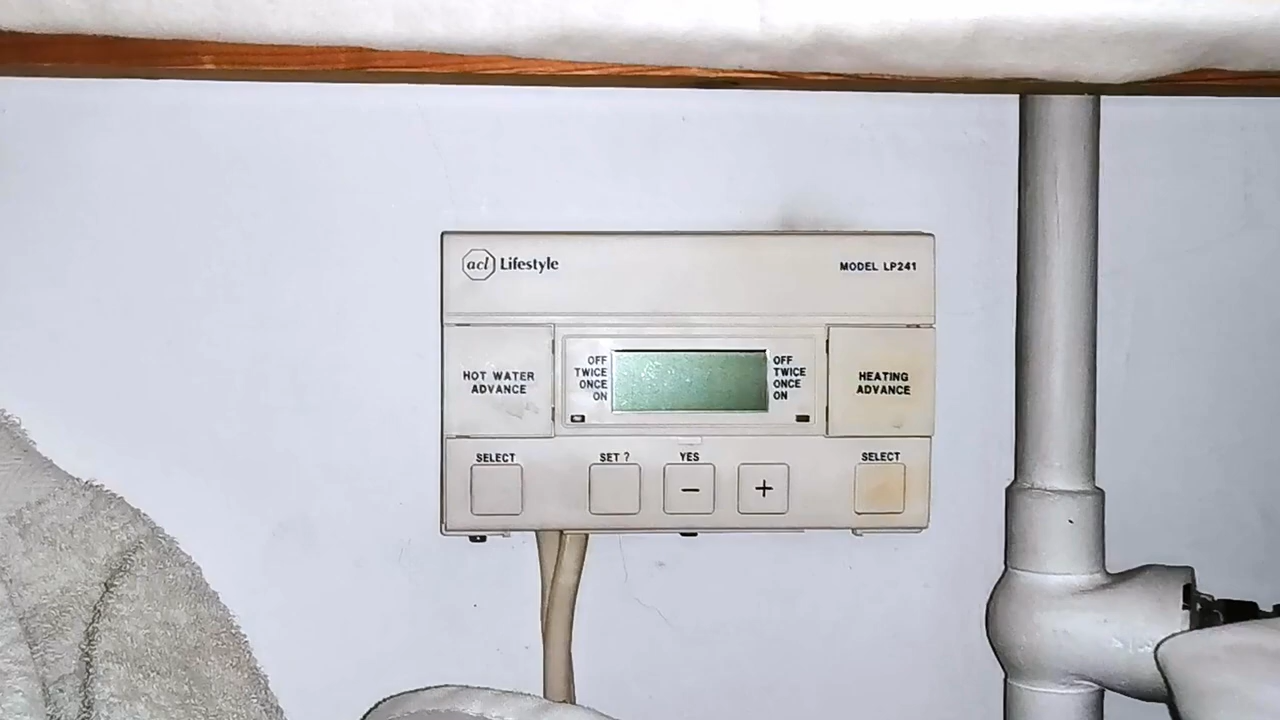 acl Lifestyle
MODEL LP241
HOT WATER
ADVANCE
OFF
TWICE
ONCE
ON
OFF
TWICE
ONCE
ON
HEATING
ADVANCE
SELECT
SET ?
YES
SELECT
− +